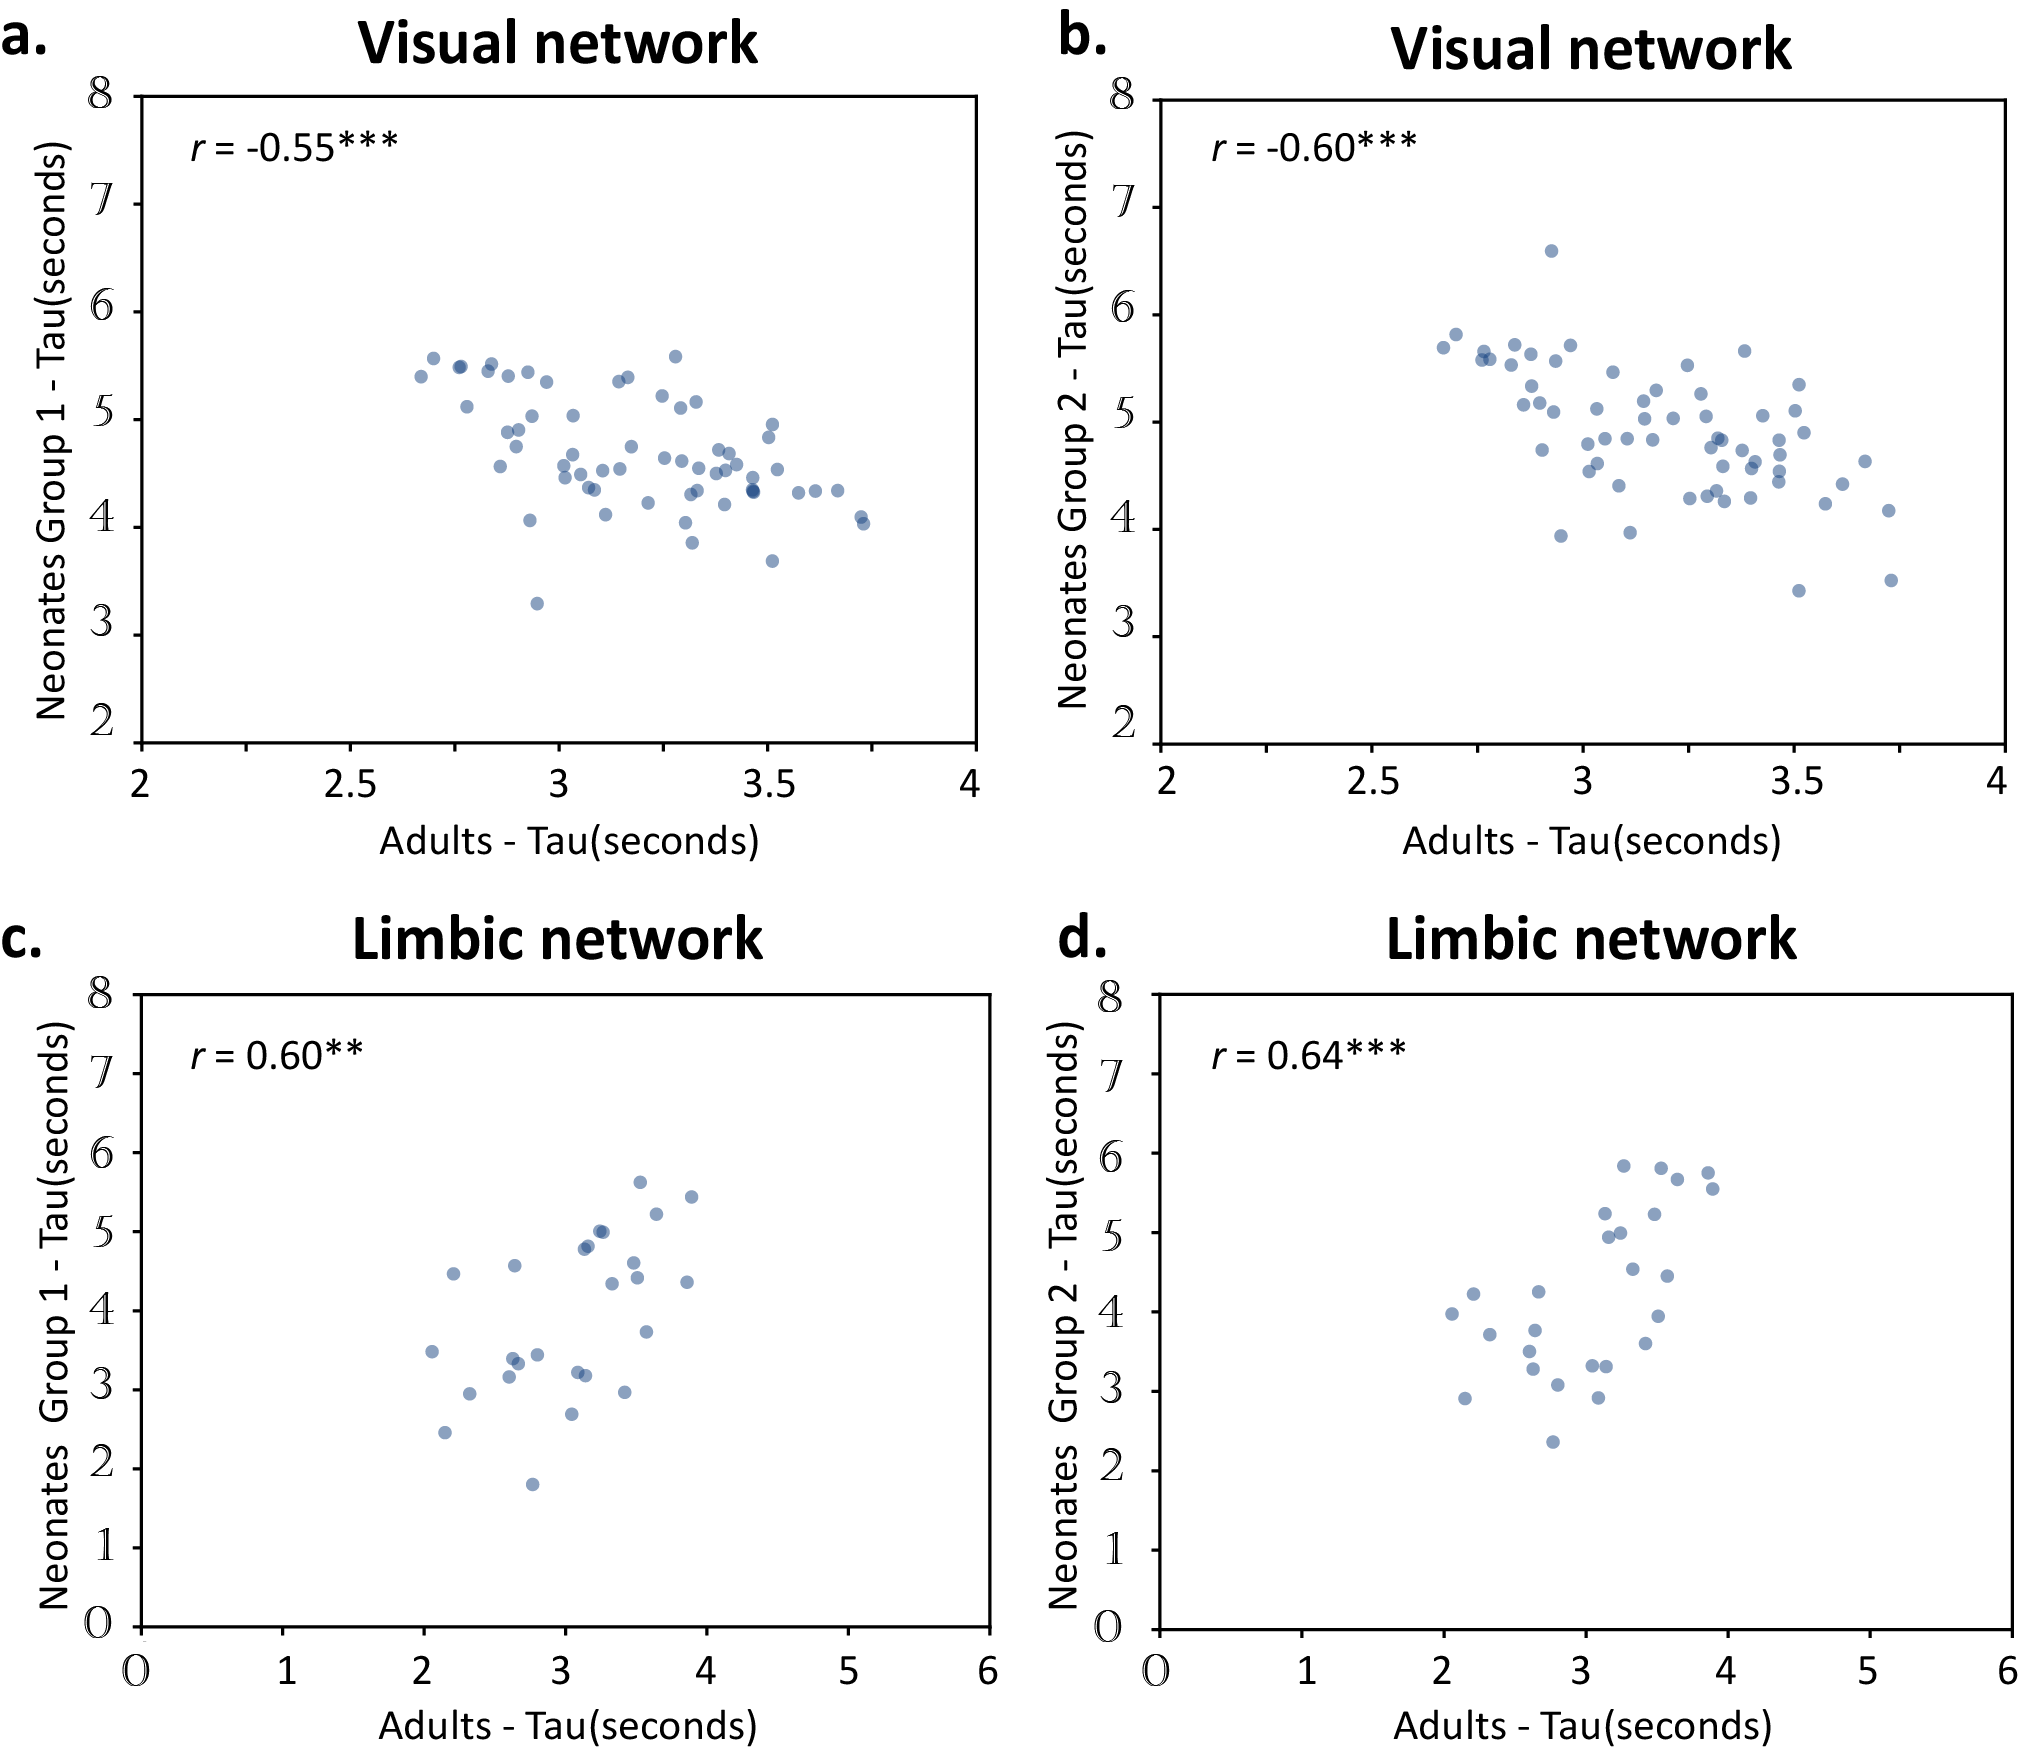 a.
Visual network
r = -0.55***
Neonates Group 1 - Tau(seconds)
8
7
6
5
4
3
2
2 2.5 3 3.5 4
Adults - Tau(seconds)
b.
Visual network
r = -0.60***
Neonates Group 2 - Tau(seconds)
8
7
6
5
4
3
2
2 2.5 3 3.5 4
Adults - Tau(seconds)
c.
Limbic network
r = 0.60**
Neonates Group 1 - Tau(seconds)
8
7
6
5
4
3
2
1
0
0 1 2 3 4 5 6
Adults - Tau(seconds)
d.
Limbic network
r = 0.64***
Neonates Group 2 - Tau(seconds)
8
7
6
5
4
3
2
1
0
0 1 2 3 4 5 6
Adults - Tau(seconds)